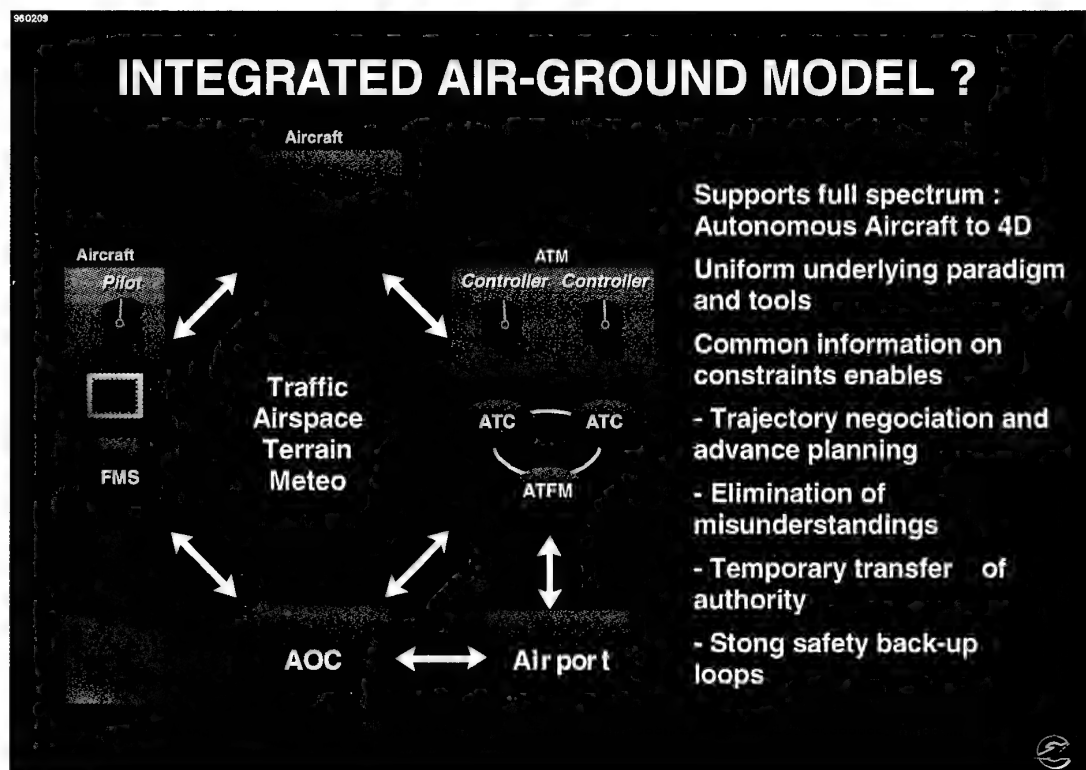 960209
INTEGRATED AIR-GROUND MODEL ?
Aircraft
Aircraft
Pilot
FMS
Traffic
Airspace
Terrain
Meteo
ATM
Controller Controller
ATC ATC
ATFM
AOC
Airport
Supports full spectrum :
Autonomous Aircraft to 4D
Uniform underlying paradigm
and tools
Common information on
constraints enables
- Trajectory negociation and
advance planning
- Elimination of
misunderstandings
- Temporary transfer of
authority
- Stong safety back-up
loops